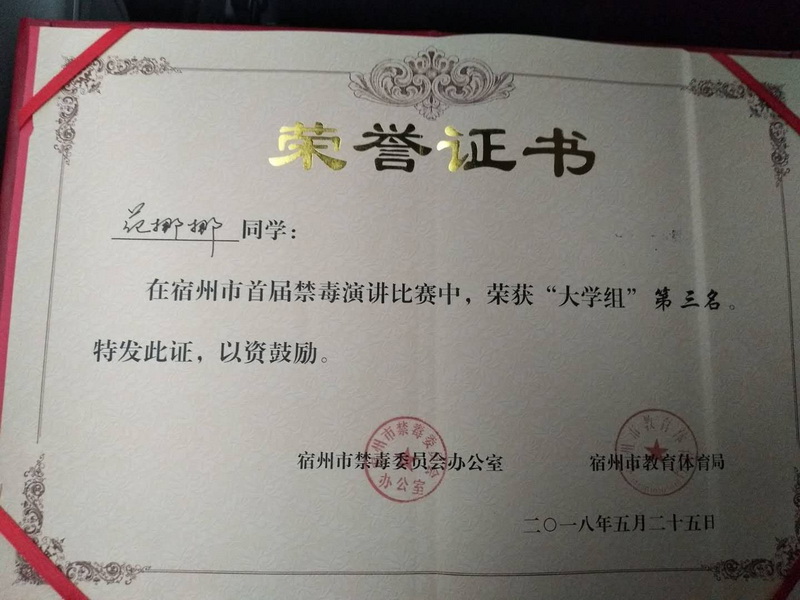 荣誉证书
范挪挪 同学：
在宿州市首届禁毒演讲比赛中，荣获“大学组” 第三名。
特发此证，以资鼓励。
宿州市禁毒委员会办公室 宿州市教育体育局
二〇一八年五月二十五日